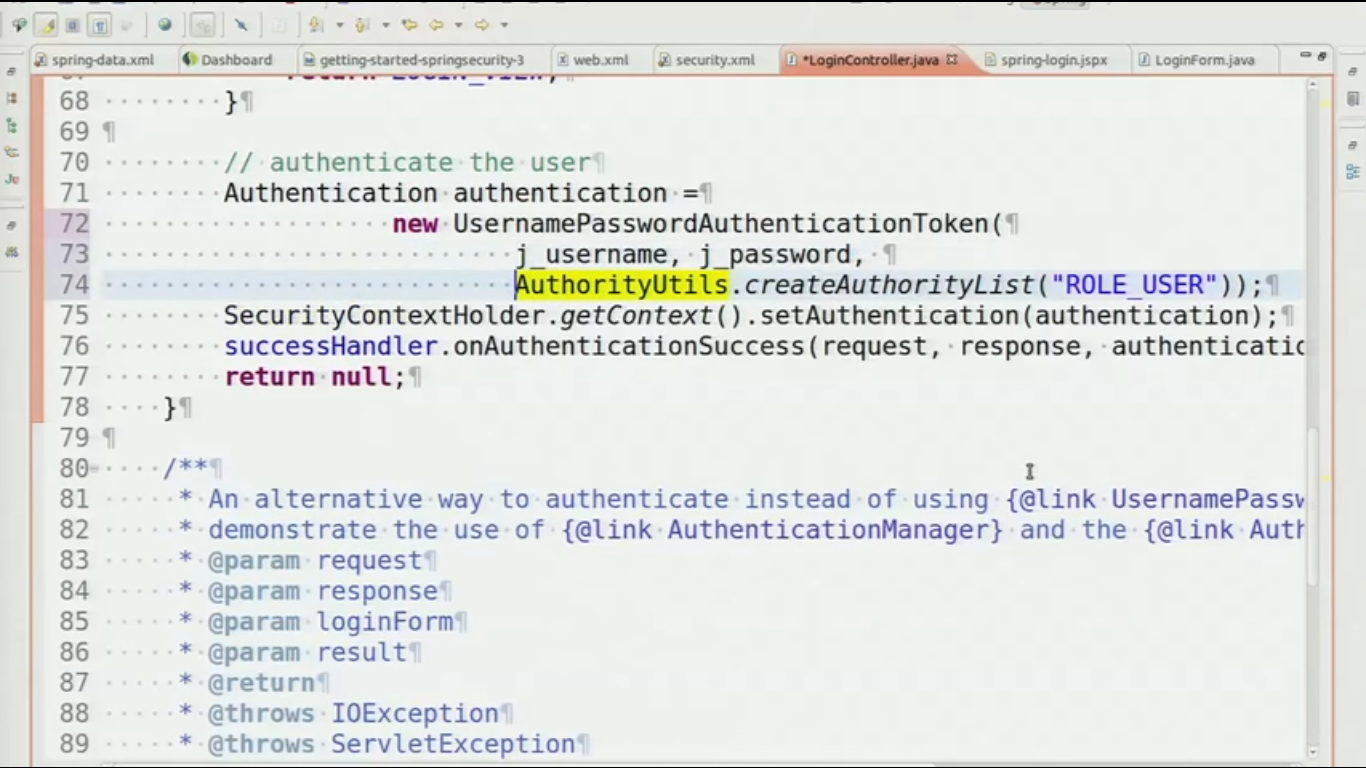 spring-data.xml Dashboard getting-started-springsecurity-3 web.xml security.xml *LoginController.java spring-login.jspx LoginForm.java
68 }
69
70 // authenticate the user
71 Authentication authentication =
72 new UsernamePasswordAuthenticationToken(
73 j_username, j_password,
74 AuthorityUtils.createAuthorityList("ROLE_USER"));
75 SecurityContextHolder.getContext().setAuthentication(authentication);
76 successHandler.onAuthenticationSuccess(request, response, authenticatio
77 return null;
78 }
79
80 /**
81 * An alternative way to authenticate instead of using {@link UsernamePassw
82 * demonstrate the use of {@link AuthenticationManager} and the {@link Auth
83 * @param request
84 * @param response
85 * @param loginForm
86 * @param result
87 * @return
88 * @throws IOException
89 * @throws ServletException